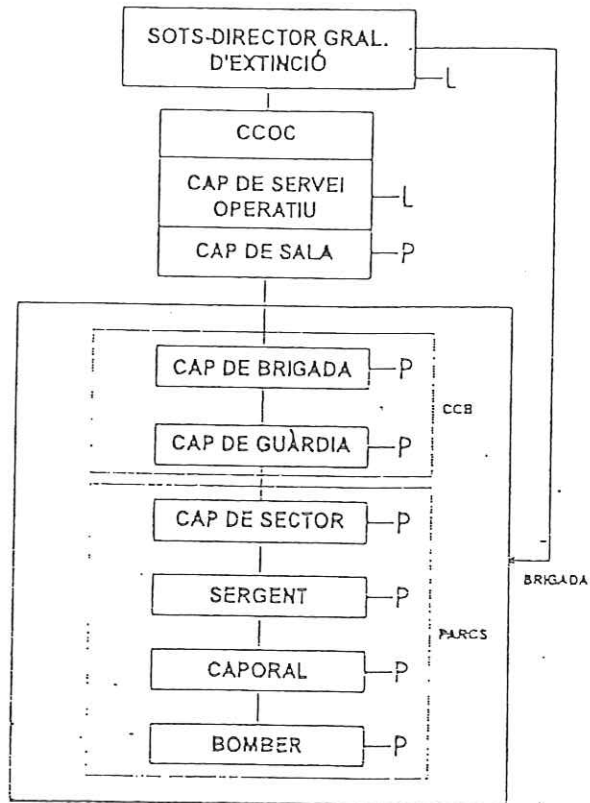 SOTS-DIRECTOR GRAL.
D'EXTINCIÓ
L
CCOC
CAP DE SERVEI
OPERATIU
L
CAP DE SALA
P
CAP DE BRIGADA
P
CCB
CAP DE GUÀRDIA
P
CAP DE SECTOR
P
BRIGADA
SERGENT
P
PARCS
CAPORAL
P
BOMBER
P